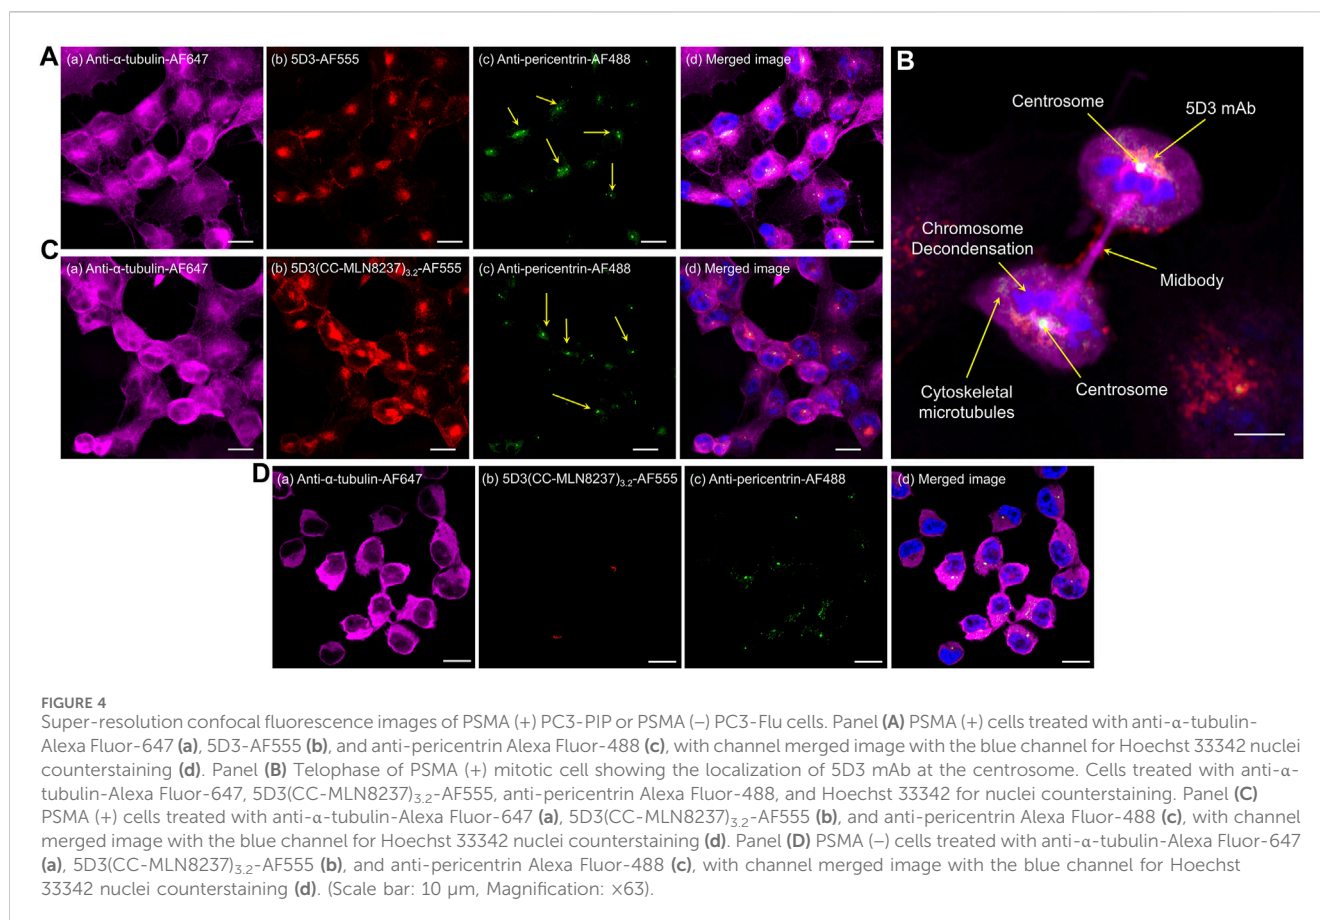 A
(a) Anti-α-tubulin-AF647
(b) 5D3-AF555
(c) Anti-pericentrin-AF488
(d) Merged image
B
Centrosome
5D3 mAb
Chromosome
Decondensation
Midbody
Cytoskeletal
microtubules
Centrosome
C
(a) Anti-α-tubulin-AF647
(b) 5D3(CC-MLN8237)3.2-AF555
(c) Anti-pericentrin-AF488
(d) Merged image
D
(a) Anti-α-tubulin-AF647
(b) 5D3(CC-MLN8237)3.2-AF555
(c) Anti-pericentrin-AF488
(d) Merged image
FIGURE 4
Super-resolution confocal fluorescence images of PSMA (+) PC3-PIP or PSMA (−) PC3-Flu cells. Panel (A) PSMA (+) cells treated with anti-α-tubulin-
Alexa Fluor-647 (a), 5D3-AF555 (b), and anti-pericentrin Alexa Fluor-488 (c), with channel merged image with the blue channel for Hoechst 33342 nuclei
counterstaining (d). Panel (B) Telophase of PSMA (+) mitotic cell showing the localization of 5D3 mAb at the centrosome. Cells treated with anti-α-
tubulin-Alexa Fluor-647, 5D3(CC-MLN8237)3.2-AF555, anti-pericentrin Alexa Fluor-488, and Hoechst 33342 for nuclei counterstaining. Panel (C)
PSMA (+) cells treated with anti-α-tubulin-Alexa Fluor-647 (a), 5D3(CC-MLN8237)3.2-AF555 (b), and anti-pericentrin Alexa Fluor-488 (c), with channel
merged image with the blue channel for Hoechst 33342 nuclei counterstaining (d). Panel (D) PSMA (−) cells treated with anti-α-tubulin-Alexa Fluor-647
(a), 5D3(CC-MLN8237)3.2-AF555 (b), and anti-pericentrin Alexa Fluor-488 (c), with channel merged image with the blue channel for Hoechst
33342 nuclei counterstaining (d). (Scale bar: 10 μm, Magnification: ×63).